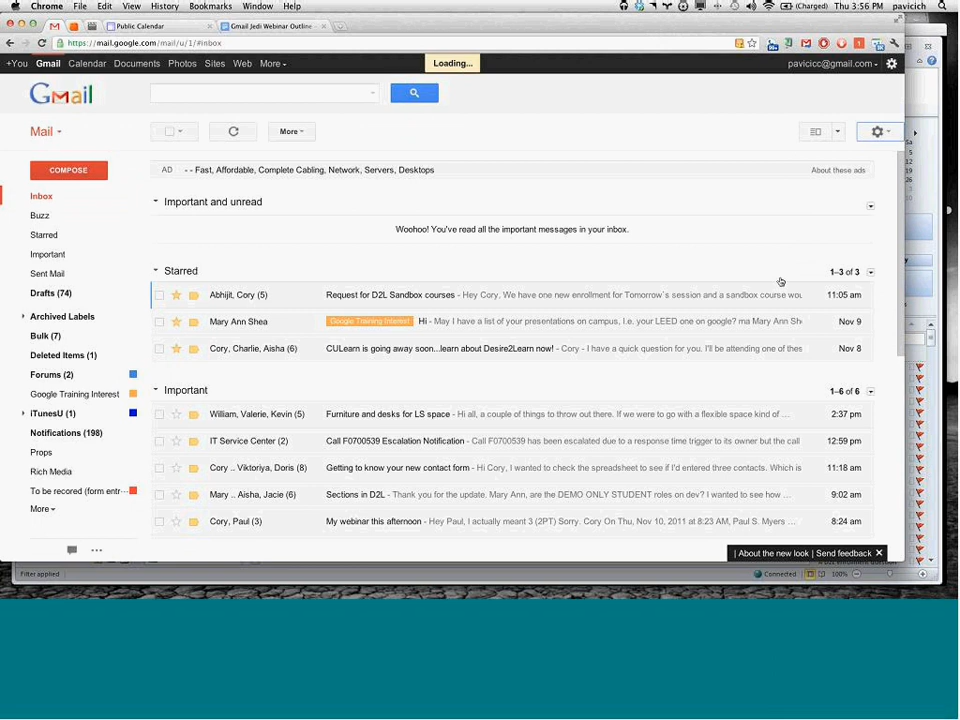 Chrome File Edit View History Bookmarks Window Help (Charged) Thu 3:56 PM pavicich
Public Calendar × Gmail Jedi Webinar Outline ×
https://mail.google.com/mail/u/1/#inbox
+You Gmail Calendar Documents Photos Sites Web More Loading... pavicicc@gmail.com
Gmail
Mail More
COMPOSE AD - - Fast, Affordable, Complete Cabling, Network, Servers, Desktops About these ads
Inbox Important and unread
Buzz
Woohoo! You've read all the important messages in your inbox.
Starred
Important
Sent Mail Starred 1–3 of 3
Drafts (74) Abhijit, Cory (5) Request for D2L Sandbox courses - Hey Cory, We have one new enrollment for Tomorrow`s session and a sandbox course wou 11:05 am
Archived Labels Mary Ann Shea Google Training Interest Hi - May I have a list of your presentations on campus, I.e. your LEED one on google? ma Mary Ann She Nov 9
Bulk (7)
Deleted Items (1) Cory, Charlie, Aisha (6) CULearn is going away soon...learn about Desire2Learn now! - Cory - I have a quick question for you. I'll be attending one of thes Nov 8
Forums (2)
Google Training Interest Important 1–6 of 6
iTunesU (1) William, Valerie, Kevin (5) Furniture and desks for LS space - Hi all, a couple of things to throw out there. If we were to go with a flexible space kind of … 2:37 pm
Notifications (198) IT Service Center (2) Call F0700539 Escalation Notification - Call F0700539 has been escalated due to a response time trigger to its owner but the call 12:59 pm
Props
Rich Media Cory .. Viktoriya, Doris (8) Getting to know your new contact form - Hi Cory, I wanted to check the spreadsheet to see if I'd entered three contacts. Which is 11:18 am
To be recored (form entr··· Mary .. Aisha, Jacie (6) Sections in D2L - Thank you for the update. Mary Ann, are the DEMO ONLY STUDENT roles on dev? I wanted to see how … 9:02 am
More
Cory, Paul (3) My webinar this afternoon - Hey Paul, I actually meant 3 (2PT) Sorry. Cory On Thu, Nov 10, 2011 at 8:23 AM, Paul S. Myers … 8:24 am
| About the new look | Send feedback ×
Filter applied Connected 100%